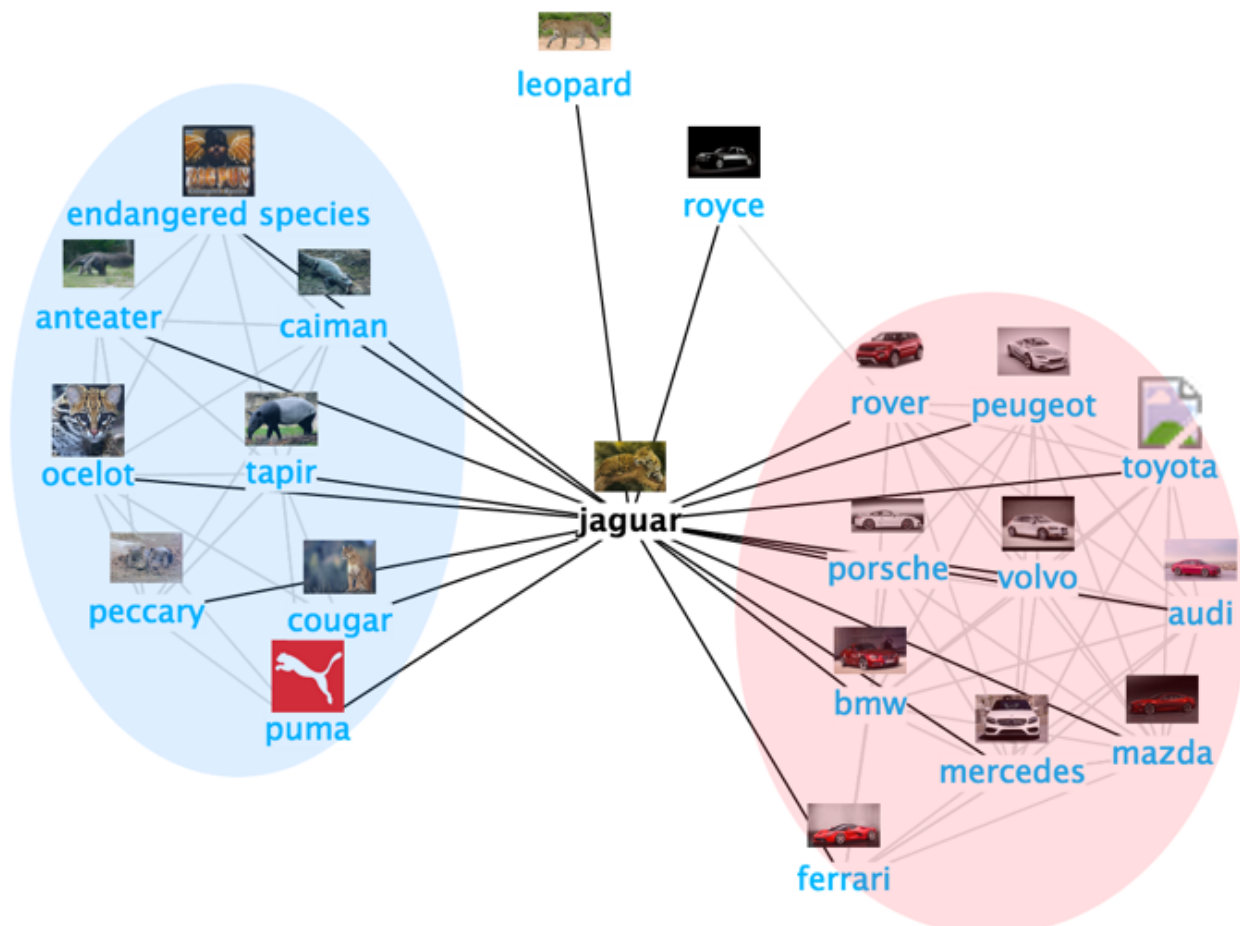 leopard
royce
endangered species
anteater
caiman
rover
peugeot
ocelot
tapir
toyota
jaguar
porsche
volvo
peccary
cougar
audi
bmw
puma
mercedes
mazda
ferrari